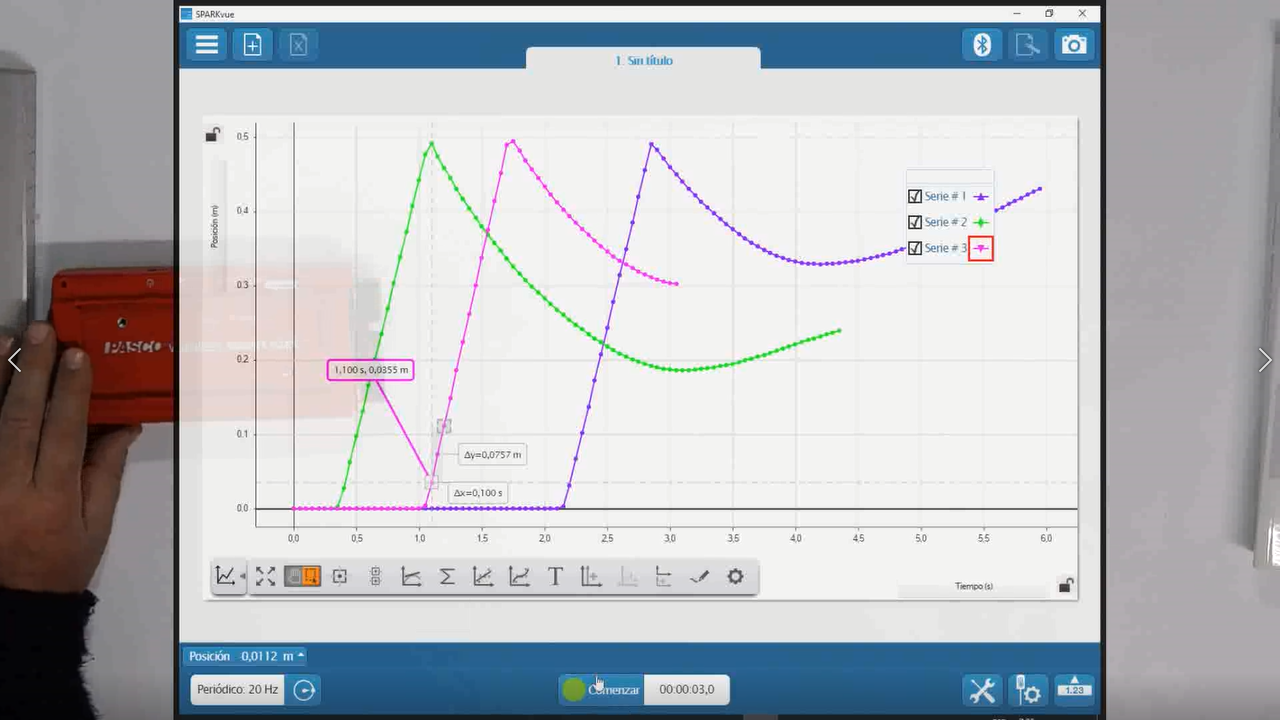 SPARKvue
1. Sin título
0,5
0,4
0,3
0,2
0,1
0.0
Posición (m)
Serie # 1
Serie # 2
Serie # 3
PASCO
1,100 s, 0,0355 m
Δy=0,0757 m
Δx=0,100 s
0,0 0,5 1.0 1,5 2,0 2,5 3,0 3,5 4,0 4,5 5,0 5,5 6,0
Tiempo (s)
Posición -0,0112 m
Periódico: 20 Hz
Comenzar
00:00:03,0
1.23